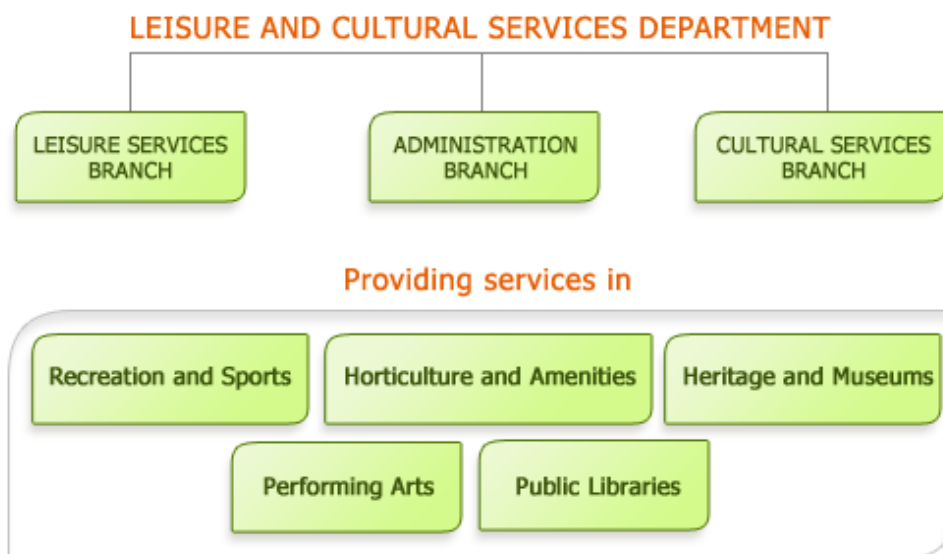 LEISURE AND CULTURAL SERVICES DEPARTMENT
LEISURE SERVICES
BRANCH
ADMINISTRATION
BRANCH
CULTURAL SERVICES
BRANCH
Providing services in
Recreation and Sports
Horticulture and Amenities
Heritage and Museums
Performing Arts
Public Libraries